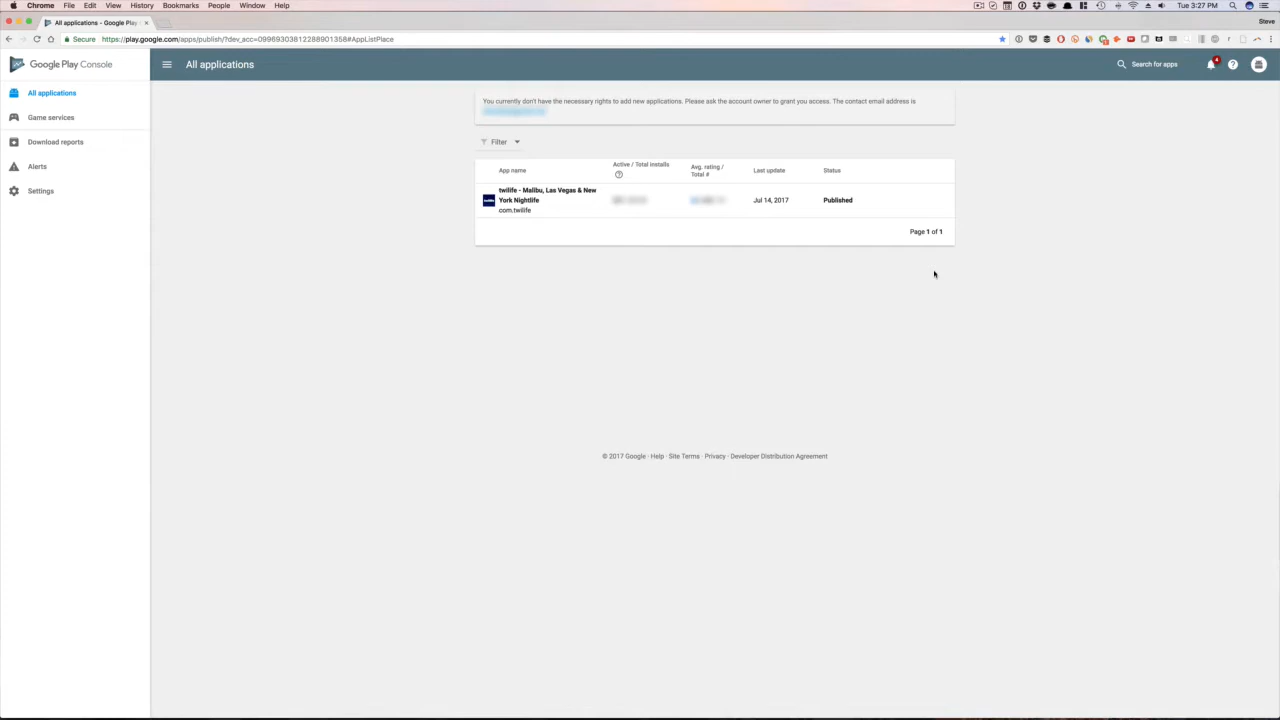 Chrome File Edit View History Bookmarks People Window Help
Tue 3:27 PM
All applications - Google Play
Steve
Secure https://play.google.com/apps/publish/?dev_acc=09969303812288901358#AppListPlace
Google Play Console
All applications
Search for apps
4
All applications
Game services
Download reports
Alerts
Settings
You currently don't have the necessary rights to add new applications. Please ask the account owner to grant you access. The contact email address is
Filter
App name
Active / Total installs
Avg. rating /
Total #
Last update
Status
twilife - Malibu, Las Vegas & New
York Nightlife
com.twilife
Jul 14, 2017
Published
Page 1 of 1
© 2017 Google · Help · Site Terms · Privacy · Developer Distribution Agreement